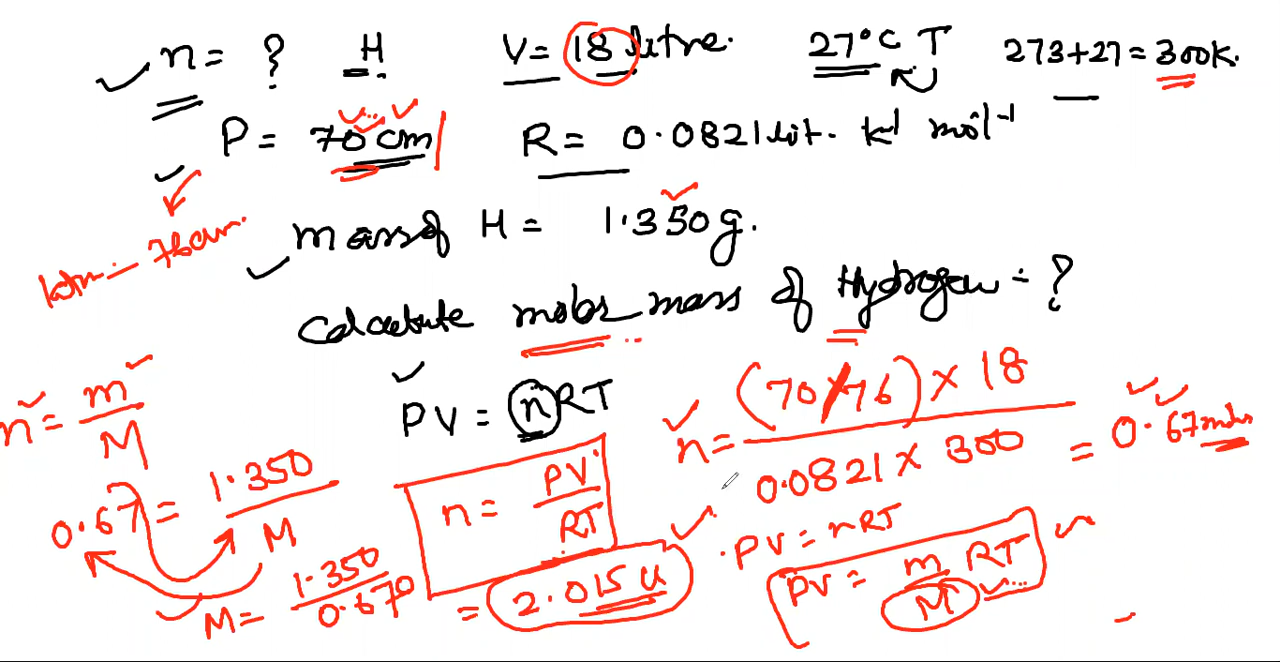 n = ? H V = 18 litre. 27°C T 273+27 = 300K.
P = 70 cm R = 0.0821 lit. K-1 mol-1
1atm - 76cm.
mass of H = 1.350 g.
Calculate molar mass of Hydrogen = ?
n = m/M
PV = nRT
n = (70/76) × 18 / 0.0821 × 300 = 0.67 moles
0.67 = 1.350/M
n = PV/RT
PV = nRT
M = 1.350/0.670 = 2.015 u
PV = m/M RT